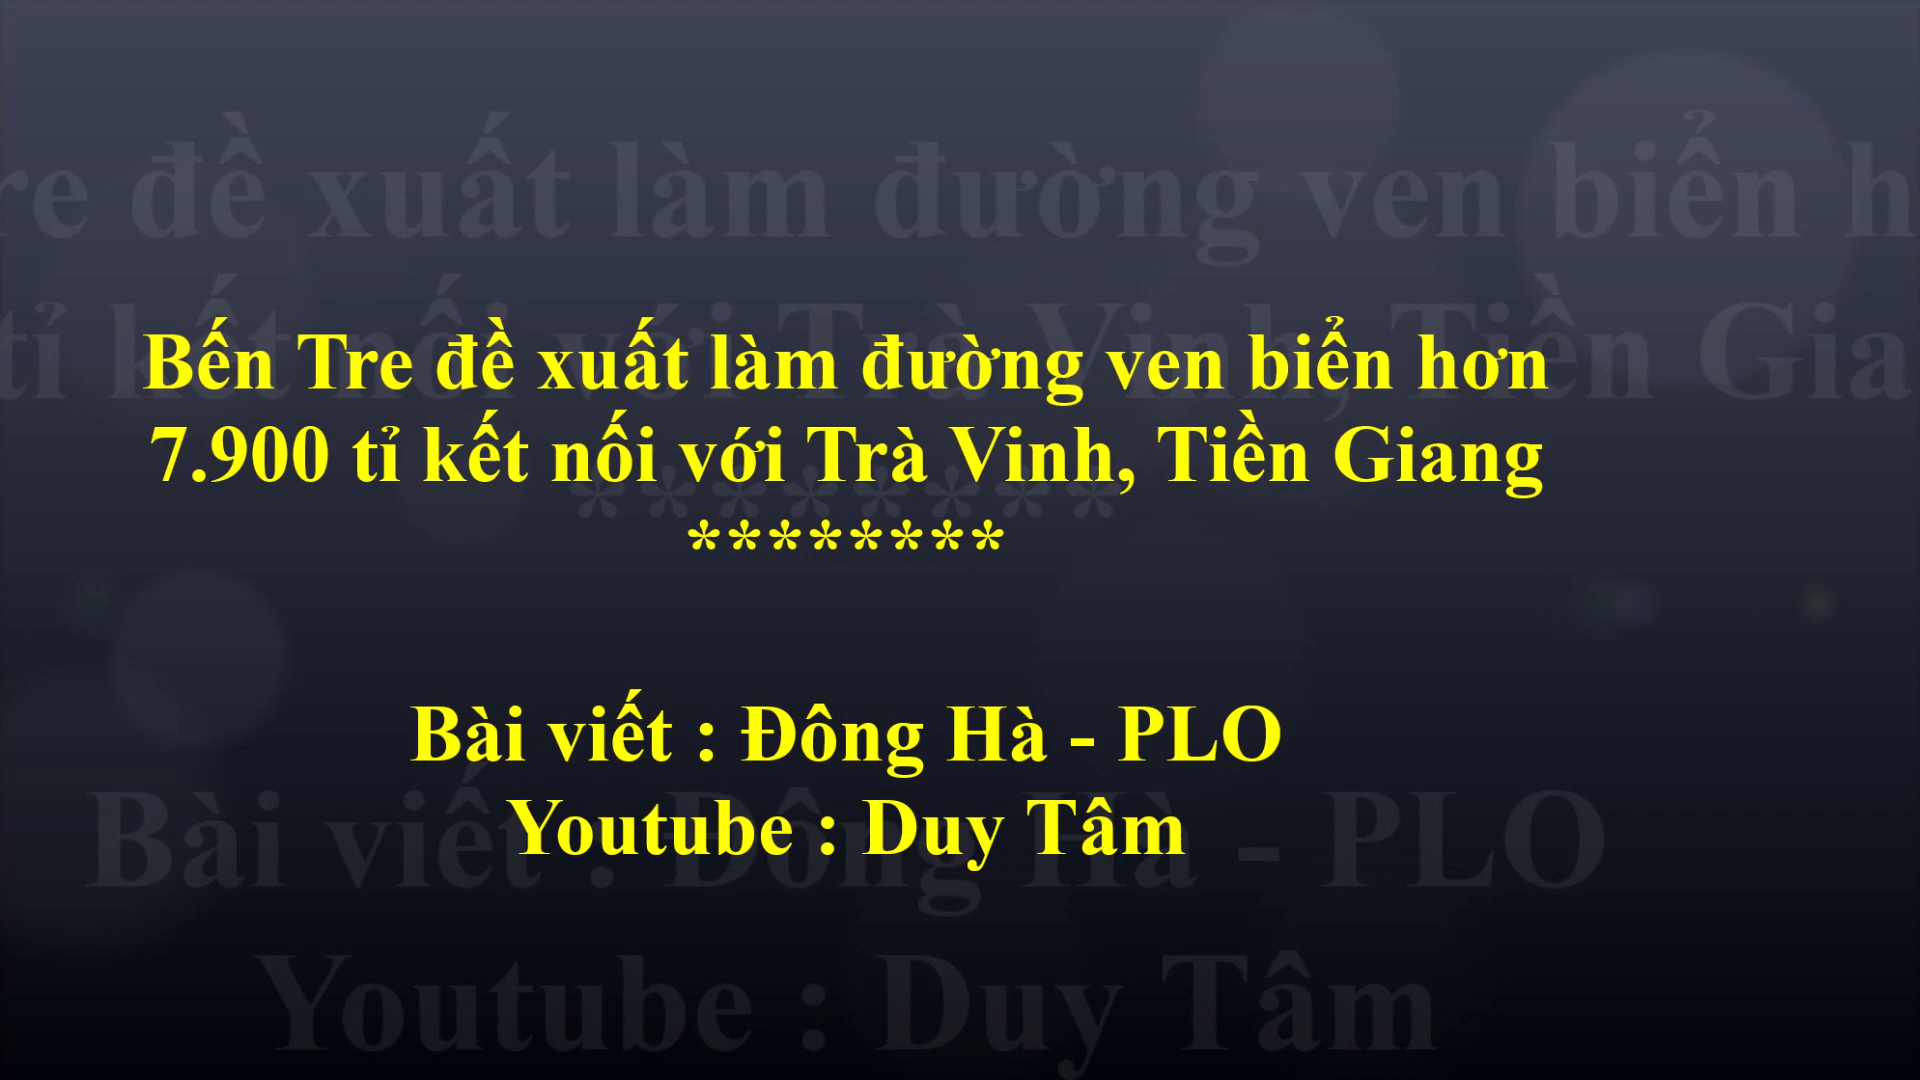 Bến Tre đề xuất làm đường ven biển hơn
7.900 tỉ kết nối với Trà Vinh, Tiền Giang
********
Bài viết : Đông Hà - PLO
Youtube : Duy Tâm